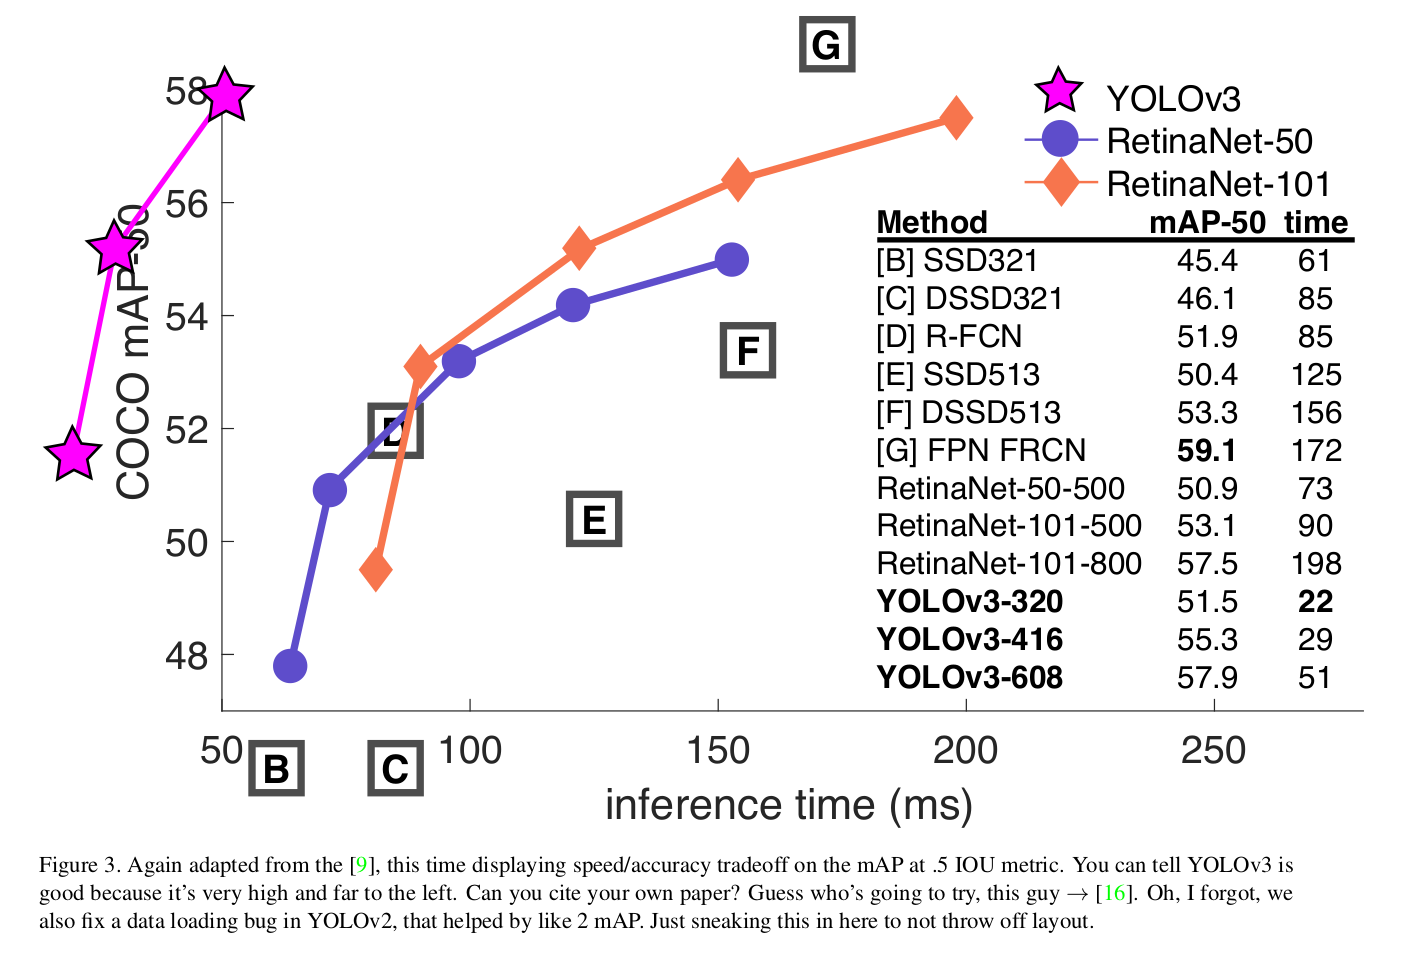 G
58
YOLOv3
RetinaNet-50
RetinaNet-101
56
COCO mAP-50
Method mAP-50 time
[B] SSD321 45.4 61
[C] DSSD321 46.1 85
[D] R-FCN 51.9 85
[E] SSD513 50.4 125
[F] DSSD513 53.3 156
[G] FPN FRCN 59.1 172
RetinaNet-50-500 50.9 73
RetinaNet-101-500 53.1 90
RetinaNet-101-800 57.5 198
YOLOv3-320 51.5 22
YOLOv3-416 55.3 29
YOLOv3-608 57.9 51
54
F
52
D
E
50
48
50 100 150 200 250
B C
inference time (ms)
Figure 3. Again adapted from the [9], this time displaying speed/accuracy tradeoff on the mAP at .5 IOU metric. You can tell YOLOv3 is
good because it's very high and far to the left. Can you cite your own paper? Guess who's going to try, this guy → [16]. Oh, I forgot, we
also fix a data loading bug in YOLOv2, that helped by like 2 mAP. Just sneaking this in here to not throw off layout.